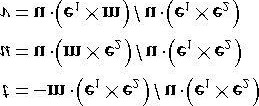 t = −m·(e₁ × e₂) / u·(e₁ × e₂)
u = u·(m × e₂) / u·(e₁ × e₂)
v = u·(e₁ × m) / u·(e₁ × e₂)